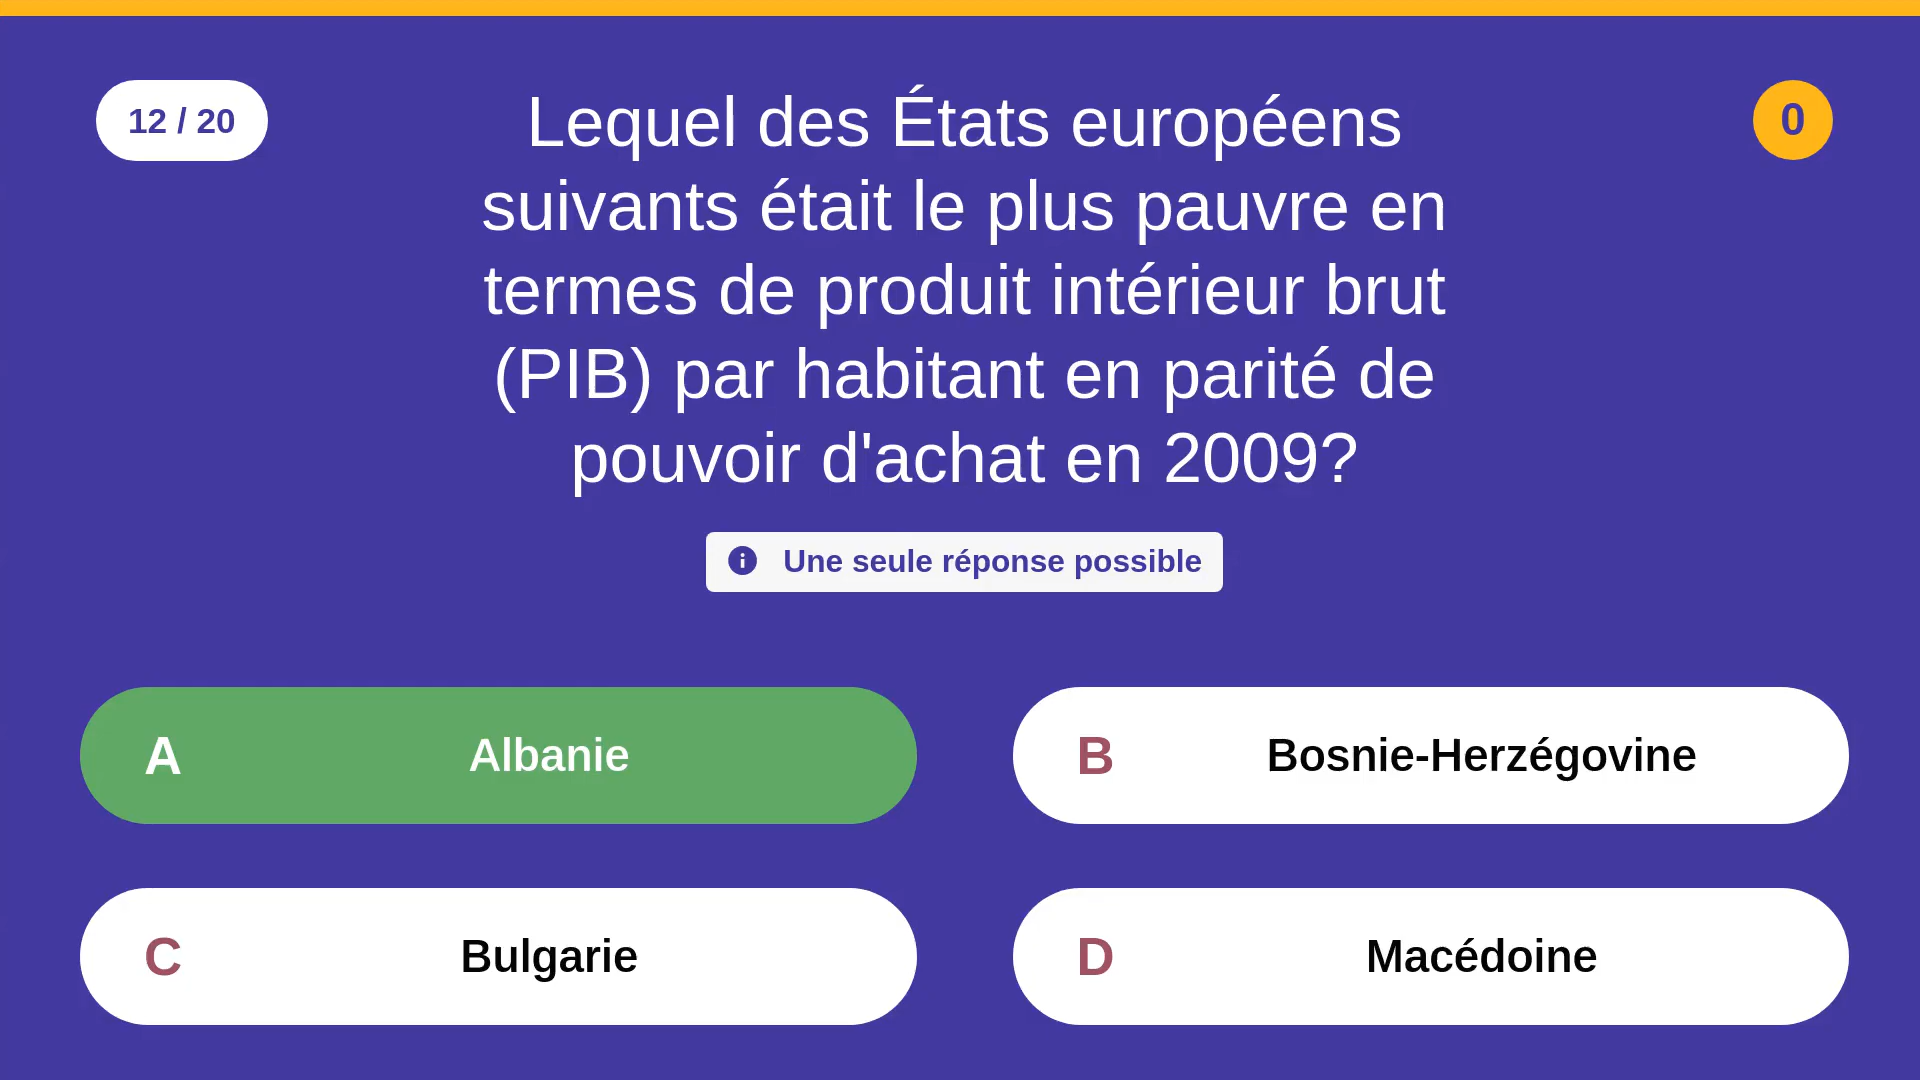 12 / 20
Lequel des États européens
suivants était le plus pauvre en
termes de produit intérieur brut
(PIB) par habitant en parité de
pouvoir d'achat en 2009?
0
Une seule réponse possible
A Albanie
B Bosnie-Herzégovine
C Bulgarie
D Macédoine